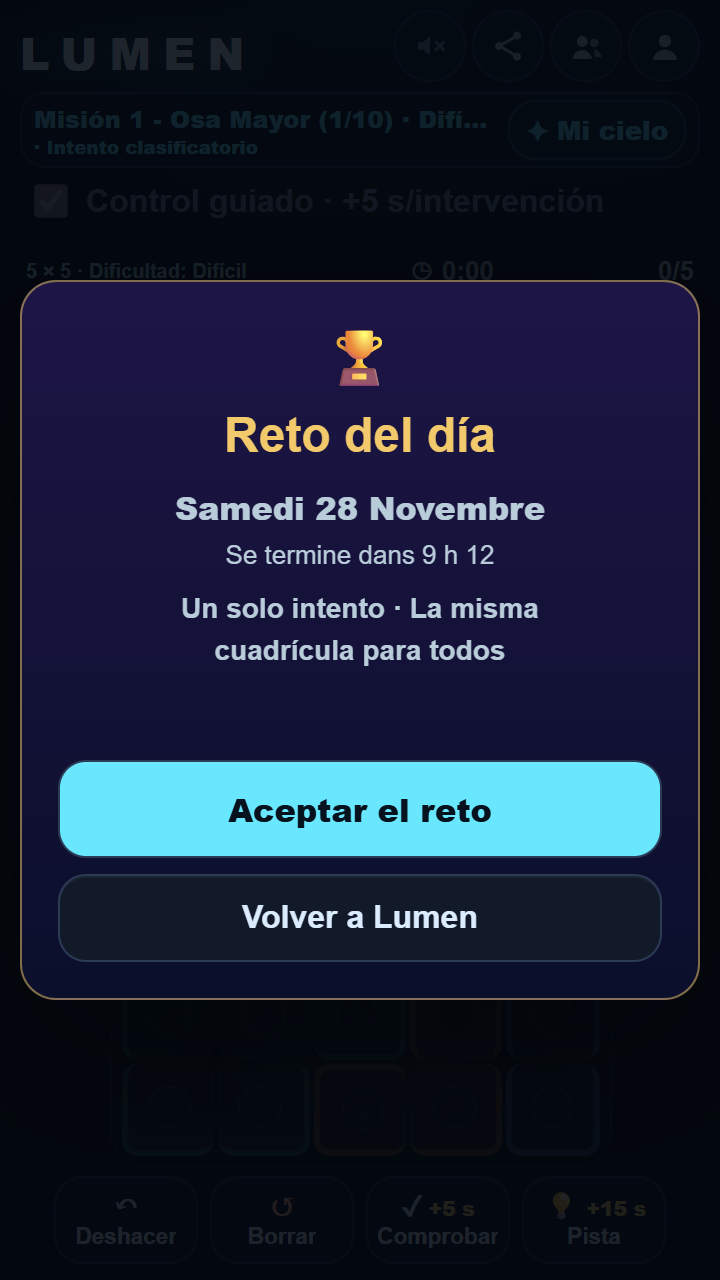 LUMEN
Misión 1 - Osa Mayor (1/10) · Difí...
· Intento clasificatorio
✦ Mi cielo
Control guiado · +5 s/intervención
5 × 5 · Dificultad: Difícil
0:00
0/5
Reto del día
Samedi 28 Novembre
Se termine dans 9 h 12
Un solo intento · La misma
cuadrícula para todos
Aceptar el reto
Volver a Lumen
Deshacer
Borrar
+5 s
Comprobar
+15 s
Pista